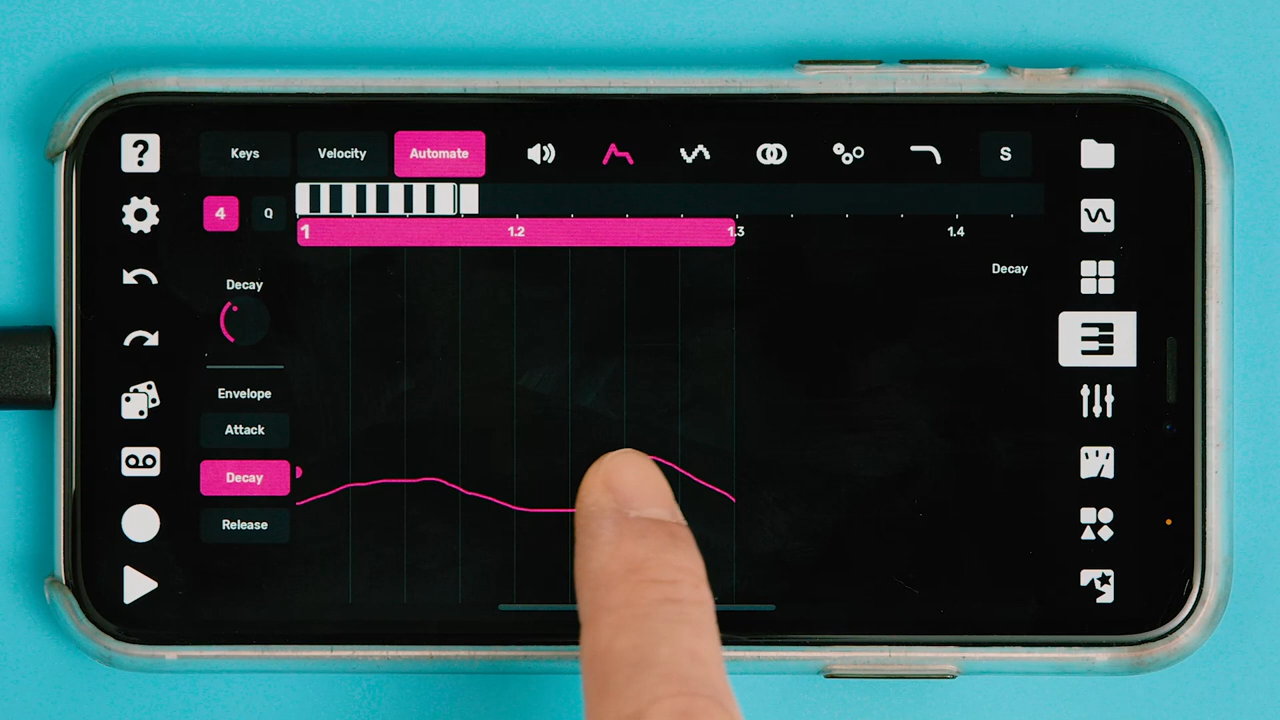 ?
Keys Velocity Automate S
4 Q
1 1.2 1.3 1.4
Decay
Decay
Envelope
Attack
Decay
Release